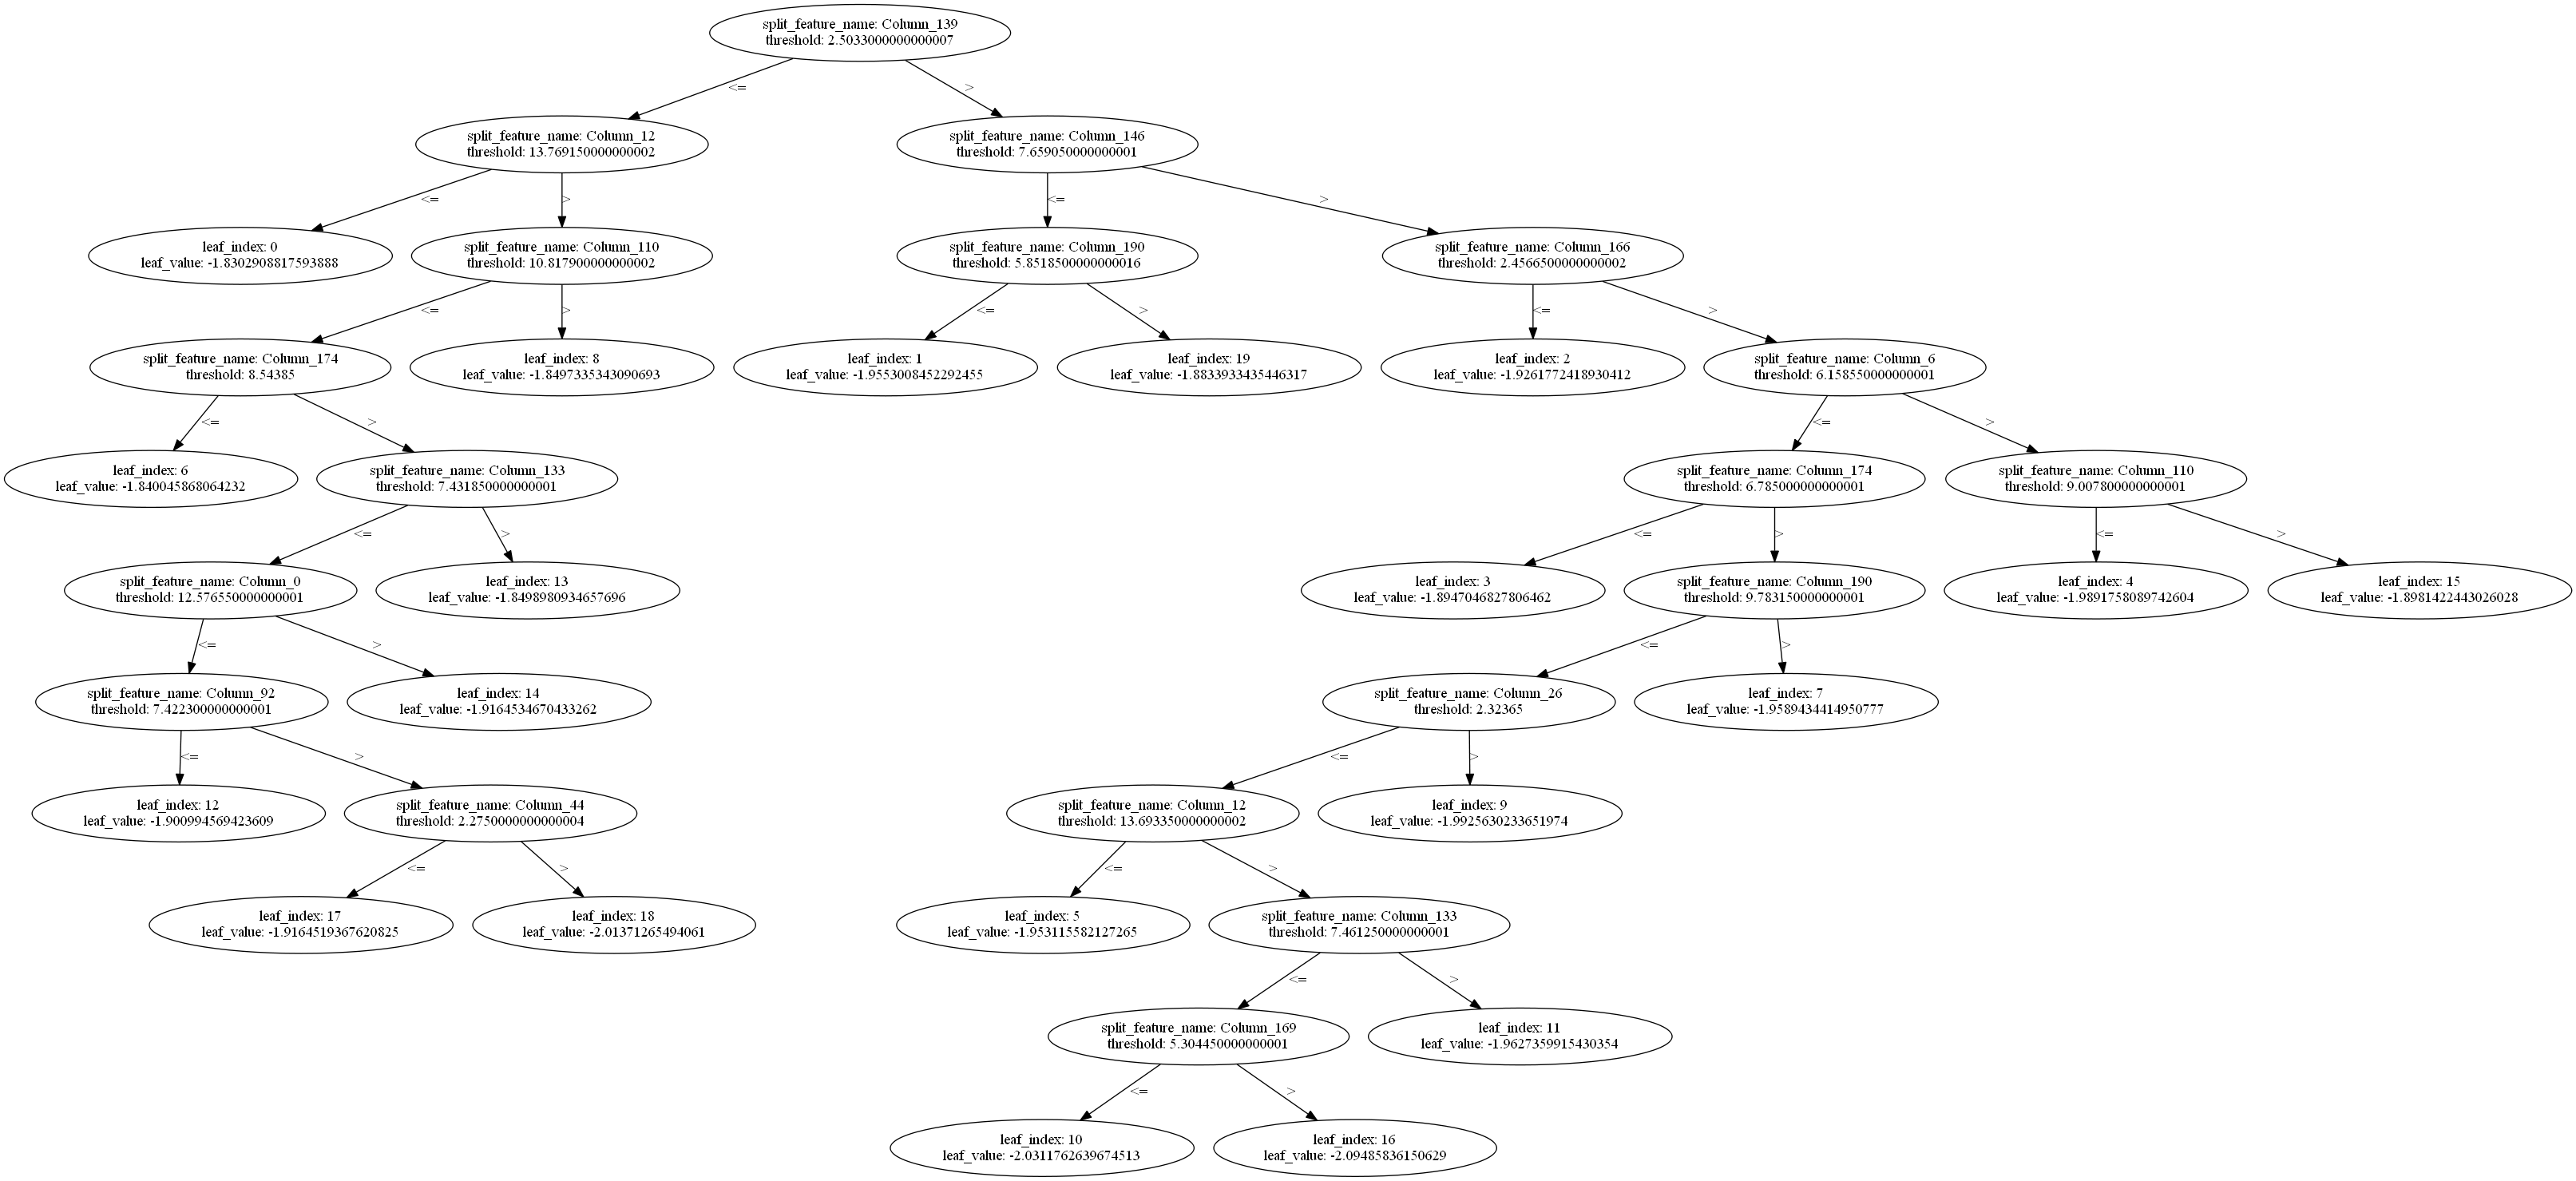 split_feature_name: Column_139
threshold: 2.5033000000000007
<=
>
split_feature_name: Column_12
threshold: 13.769150000000002
split_feature_name: Column_146
threshold: 7.659050000000001
<=
>
<=
>
leaf_index: 0
leaf_value: -1.8302908817593888
split_feature_name: Column_110
threshold: 10.817900000000002
split_feature_name: Column_190
threshold: 5.8518500000000016
split_feature_name: Column_166
threshold: 2.4566500000000002
<=
>
<=
>
<=
>
split_feature_name: Column_174
threshold: 8.54385
leaf_index: 8
leaf_value: -1.8497335343090693
leaf_index: 1
leaf_value: -1.9553008452292455
leaf_index: 19
leaf_value: -1.8833933435446317
leaf_index: 2
leaf_value: -1.9261772418930412
split_feature_name: Column_6
threshold: 6.158550000000001
<=
>
<=
>
leaf_index: 6
leaf_value: -1.840045868064232
split_feature_name: Column_133
threshold: 7.431850000000001
split_feature_name: Column_174
threshold: 6.785000000000001
split_feature_name: Column_110
threshold: 9.007800000000001
<=
>
<=
>
<=
>
split_feature_name: Column_0
threshold: 12.576550000000001
leaf_index: 13
leaf_value: -1.8498980934657696
leaf_index: 3
leaf_value: -1.8947046827806462
split_feature_name: Column_190
threshold: 9.783150000000001
leaf_index: 4
leaf_value: -1.9891758089742604
leaf_index: 15
leaf_value: -1.8981422443026028
<=
>
<=
>
split_feature_name: Column_92
threshold: 7.422300000000001
leaf_index: 14
leaf_value: -1.9164534670433262
split_feature_name: Column_26
threshold: 2.32365
leaf_index: 7
leaf_value: -1.9589434414950777
<=
>
<=
>
leaf_index: 12
leaf_value: -1.900994569423609
split_feature_name: Column_44
threshold: 2.2750000000000004
split_feature_name: Column_12
threshold: 13.693350000000002
leaf_index: 9
leaf_value: -1.9925630233651974
<=
>
<=
>
leaf_index: 17
leaf_value: -1.9164519367620825
leaf_index: 18
leaf_value: -2.01371265494061
leaf_index: 5
leaf_value: -1.953115582127265
split_feature_name: Column_133
threshold: 7.461250000000001
<=
>
split_feature_name: Column_169
threshold: 5.304450000000001
leaf_index: 11
leaf_value: -1.9627359915430354
<=
>
leaf_index: 10
leaf_value: -2.0311762639674513
leaf_index: 16
leaf_value: -2.09485836150629